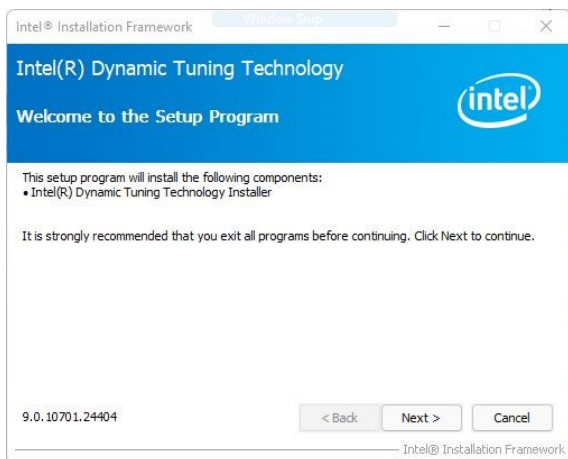 Intel® Installation Framework
Window Snip
Intel(R) Dynamic Tuning Technology
Welcome to the Setup Program
intel
This setup program will install the following components:
• Intel(R) Dynamic Tuning Technology Installer
It is strongly recommended that you exit all programs before continuing. Click Next to continue.
9.0.10701.24404
< Back
Next >
Cancel
Intel® Installation Framework